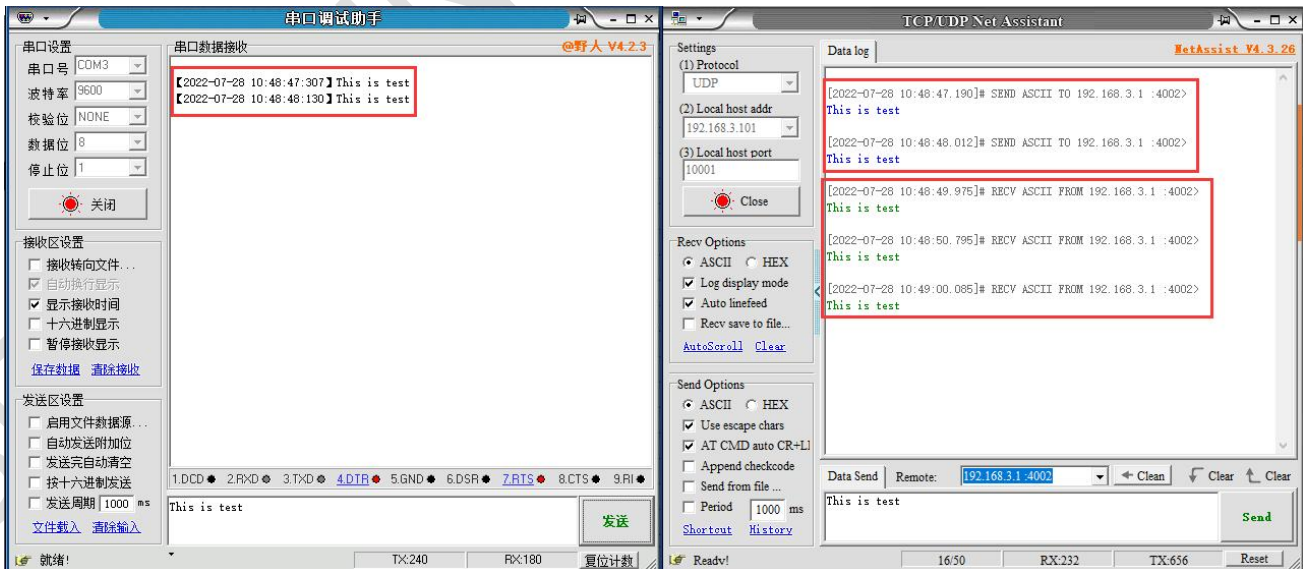 串口调试助手
串口设置
串口号 COM3
波特率 9600
校验位 NONE
数据位 8
停止位 1
关闭
接收区设置
接收转向文件...
自动换行显示
显示接收时间
十六进制显示
暂停接收显示
保存数据 清除接收
发送区设置
启用文件数据源...
自动发送附加位
发送完自动清空
按十六进制发送
发送周期 1000 ms
文件载入 清除输入
串口数据接收
@野人 V4.2.3
【2022-07-28 10:48:47:307】This is test
【2022-07-28 10:48:48:130】This is test
1.DCD 2.RXD 3.TXD 4.DTR 5.GND 6.DSR 7.RTS 8.CTS 9.RI
This is test
发送
就绪!
TX:240
RX:180
复位计数
TCP/UDP Net Assistant
Settings
(1) Protocol
UDP
(2) Local host addr
192.168.3.101
(3) Local host port
10001
Close
Recv Options
ASCII HEX
Log display mode
Auto linefeed
Recv save to file...
AutoScroll Clear
Send Options
ASCII HEX
Use escape chars
AT CMD auto CR+LI
Append checkcode
Send from file ...
Period 1000 ms
Shortcut History
Data log
NetAssist V4.3.26
[2022-07-28 10:48:47.190]# SEND ASCII TO 192.168.3.1 :4002>
This is test
[2022-07-28 10:48:48.012]# SEND ASCII TO 192.168.3.1 :4002>
This is test
[2022-07-28 10:48:49.975]# RECV ASCII FROM 192.168.3.1 :4002>
This is test
[2022-07-28 10:48:50.795]# RECV ASCII FROM 192.168.3.1 :4002>
This is test
[2022-07-28 10:49:00.085]# RECV ASCII FROM 192.168.3.1 :4002>
This is test
Data Send Remote: 192.168.3.1 :4002 Clean Clear Clear
This is test
Send
Ready!
16/50
RX:232
TX:656
Reset